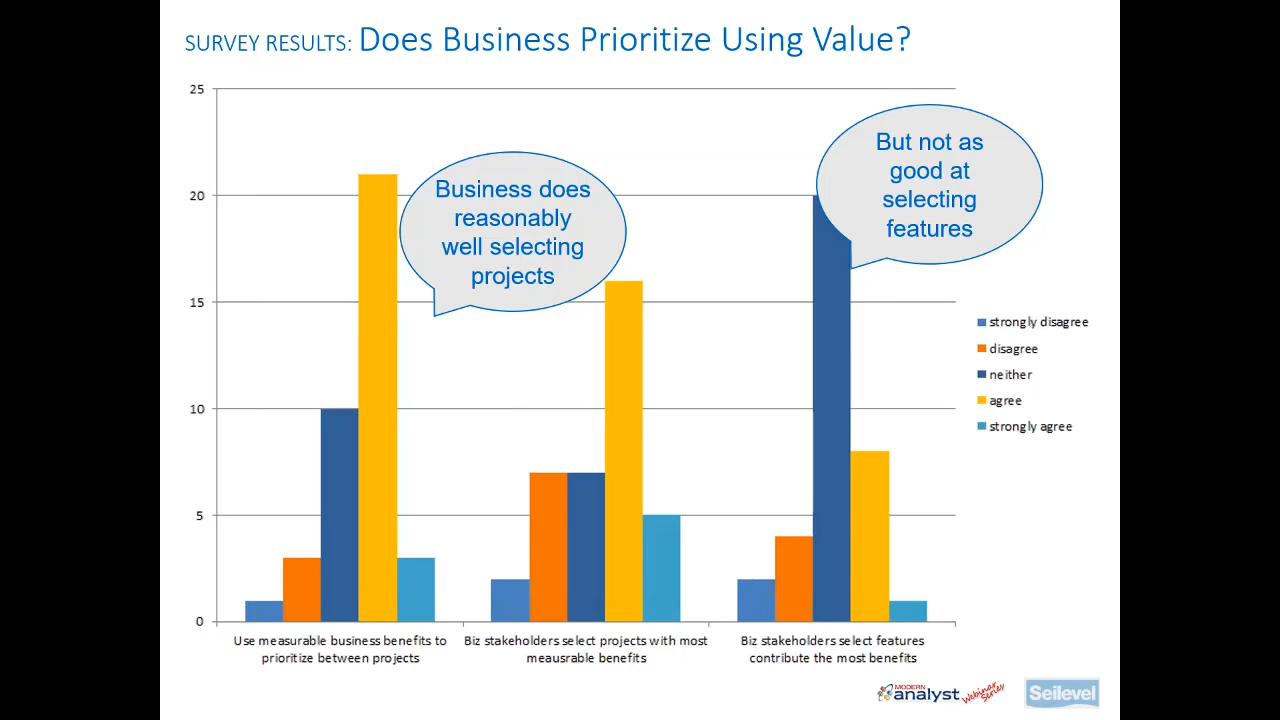 SURVEY RESULTS: Does Business Prioritize Using Value?
25
20
15
10
5
0
Business does
reasonably
well selecting
projects
But not as
good at
selecting
features
strongly disagree
disagree
neither
agree
strongly agree
Use measurable business benefits to
prioritize between projects
Biz stakeholders select projects with most
meausrable benefits
Biz stakeholders select features
contribute the most benefits
MODERN
analyst
Webinar
Series
Seilevel